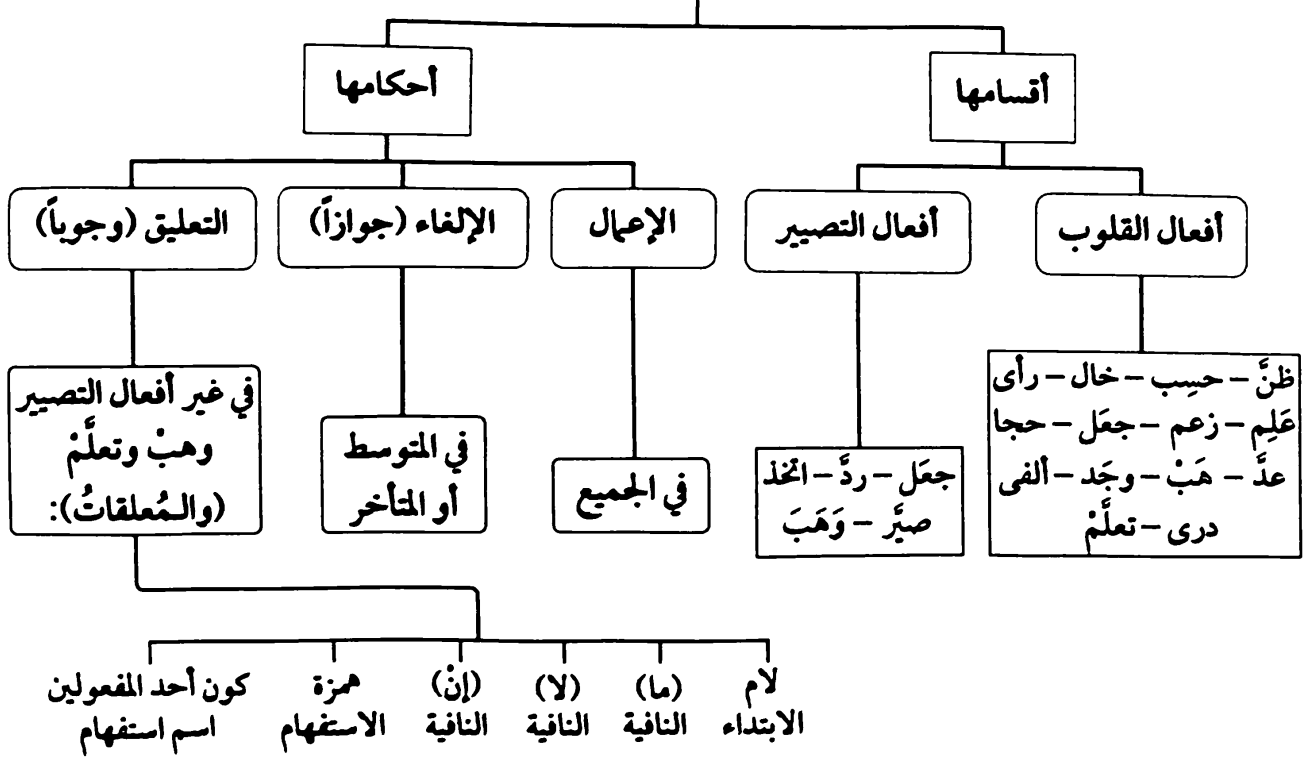 أقسامها
أحكامها
أفعال القلوب
أفعال التصيير
الإعمال
الإلغاء (جوازاً)
التعليق (وجوباً)
ظنَّ – حسِب – خال – رأى
عَلِم – زعم – جعَل – حجا
عدَّ – هَبْ – وجَد – ألفى
درى – تعلَّمْ
جعَل – ردَّ – اتخذ
صيَّر – وَهَبَ
في الجميع
في المتوسط
أو المتأخر
في غير أفعال التصيير
وهبْ وتعلَّمْ
(والـمُعلقاتُ):
لام
الابتداء
(ما)
النافية
(لا)
النافية
(إنْ)
النافية
همزة
الاستفهام
كون أحد المفعولين
اسم استفهام